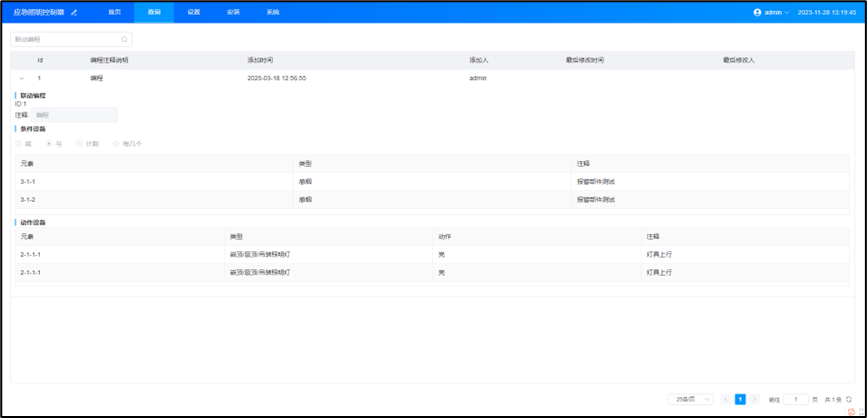 应急照明控制器 首页 查询 设置 安装 系统 admin 2023-11-28 13:19:45
联动编程
Id 编程注释说明 添加时间 添加人 最后修改时间 最后修改人
1 编程 2025-03-18 12:56:55 admin
联动编程
ID:1
注释: 编程
条件设备
或 与 计数 每几个
元素 类型 注释
3-1-1 感烟 报警部件测试
3-1-2 感烟 报警部件测试
动作设备
元素 类型 动作 注释
2-1-1-1 嵌顶/吸顶/吊装照明灯 亮 灯具上行
2-1-1-1 嵌顶/吸顶/吊装照明灯 亮 灯具上行
25条/页 1 前往 1 页 共 1 条